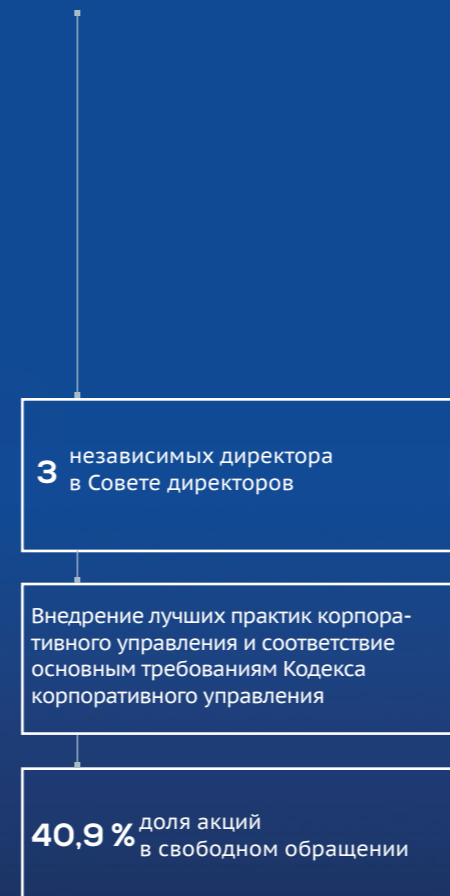 3 независимых директора
в Совете директоров
Внедрение лучших практик корпора-
тивного управления и соответствие
основным требованиям Кодекса
корпоративного управления
40,9 % доля акций
в свободном обращении